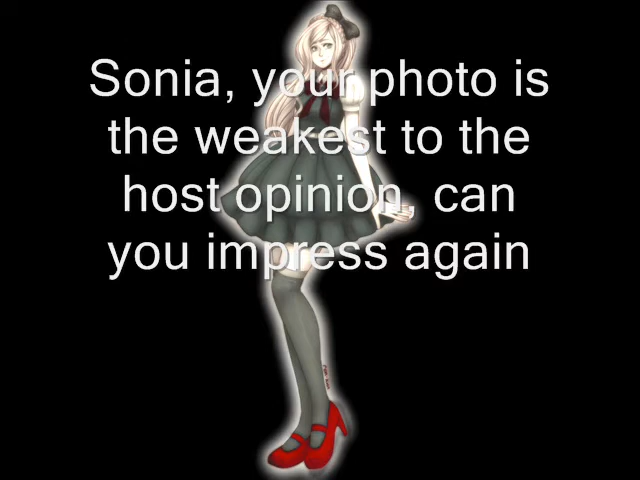 Sonia, your photo is
the weakest to the
host opinion, can
you impress again